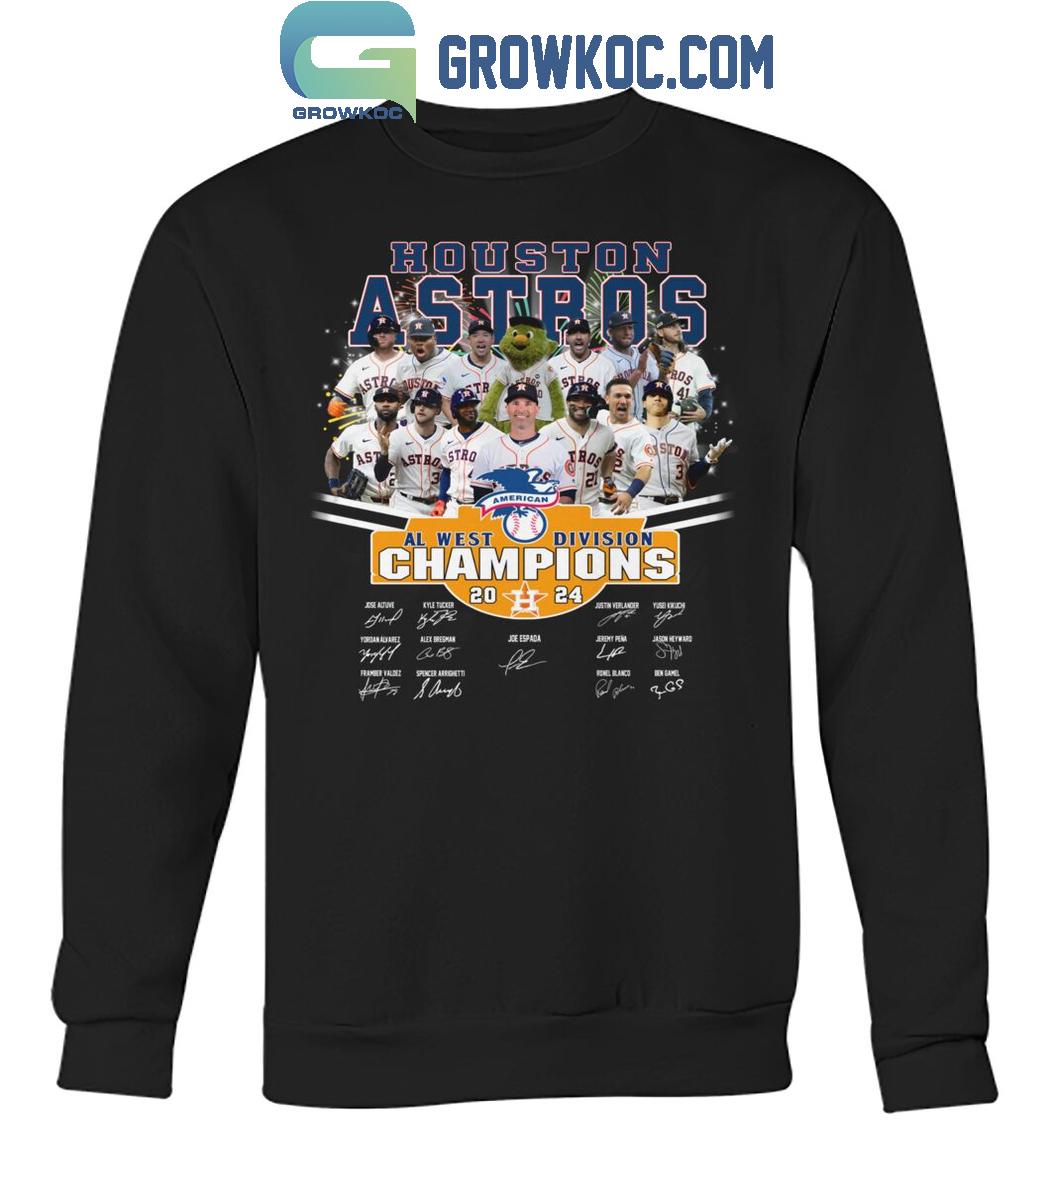 GROWKOC
GROWKOC.COM
HOUSTON
ASTROS
AMERICAN
AL WEST DIVISION
CHAMPIONS
20 H 24
JOSE ALTUVE KYLE TUCKER JUSTIN VERLANDER YUSEI KIKUCHI
YORDAN ALVAREZ ALEX BREGMAN JOE ESPADA JEREMY PEÑA JASON HEYWARD
FRAMBER VALDEZ SPENCER ARRIGHETTI RONEL BLANCO BEN GAMEL